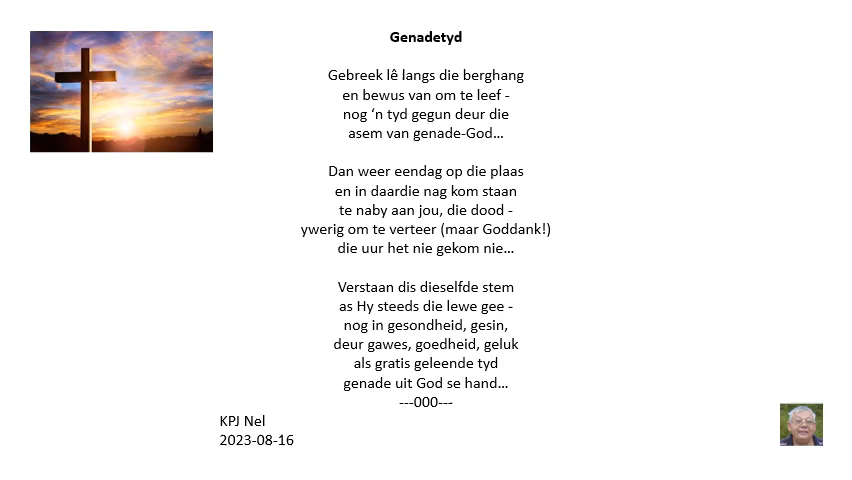 Genadetyd
Gebreek lê langs die berghang
en bewus van om te leef -
nog ‘n tyd gegun deur die
asem van genade-God…
Dan weer eendag op die plaas
en in daardie nag kom staan
te naby aan jou, die dood -
ywerig om te verteer (maar Goddank!)
die uur het nie gekom nie…
Verstaan dis dieselfde stem
as Hy steeds die lewe gee -
nog in gesondheid, gesin,
deur gawes, goedheid, geluk
als gratis geleende tyd
genade uit God se hand…
---000---
KPJ Nel
2023-08-16